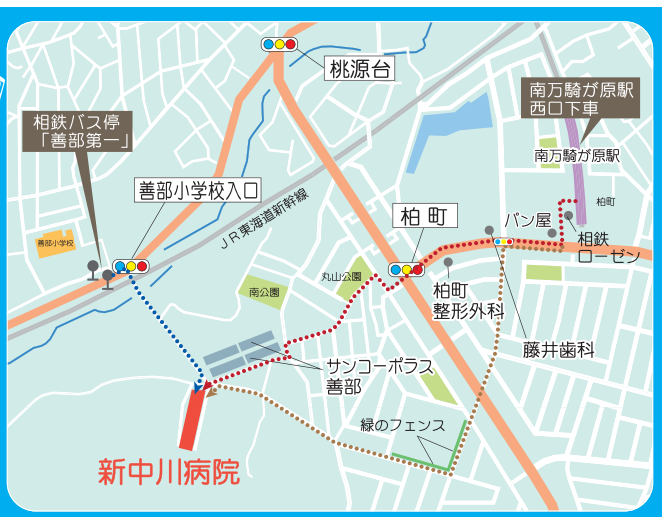 桃源台
南万騎が原駅
西口下車
相鉄バス停
「善部第一」
南万騎が原駅
善部小学校入口
柏町
柏町
パン屋
相鉄
ローゼン
JR東海道新幹線
善部小学校
丸山公園
南公園
柏町
整形外科
藤井歯科
サンコーポラス
善部
緑のフェンス
新中川病院